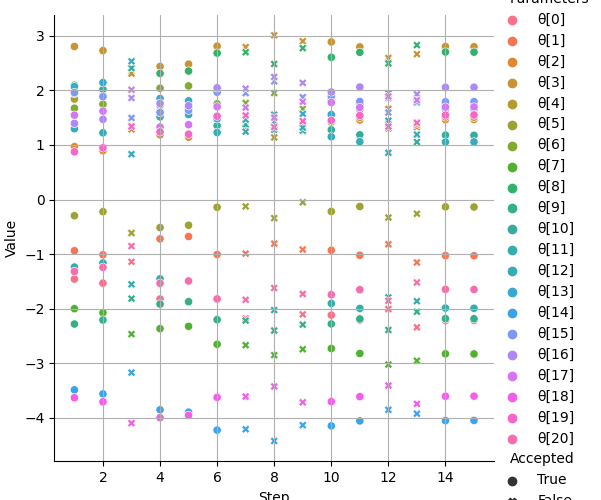 Parameters
θ[0]
θ[1]
θ[2]
θ[3]
θ[4]
θ[5]
θ[6]
θ[7]
θ[8]
θ[9]
θ[10]
θ[11]
θ[12]
θ[13]
θ[14]
θ[15]
θ[16]
θ[17]
θ[18]
θ[19]
θ[20]
Accepted
True
False
Value
3
2
1
0
−1
−2
−3
−4
2 4 6 8 10 12 14
Step